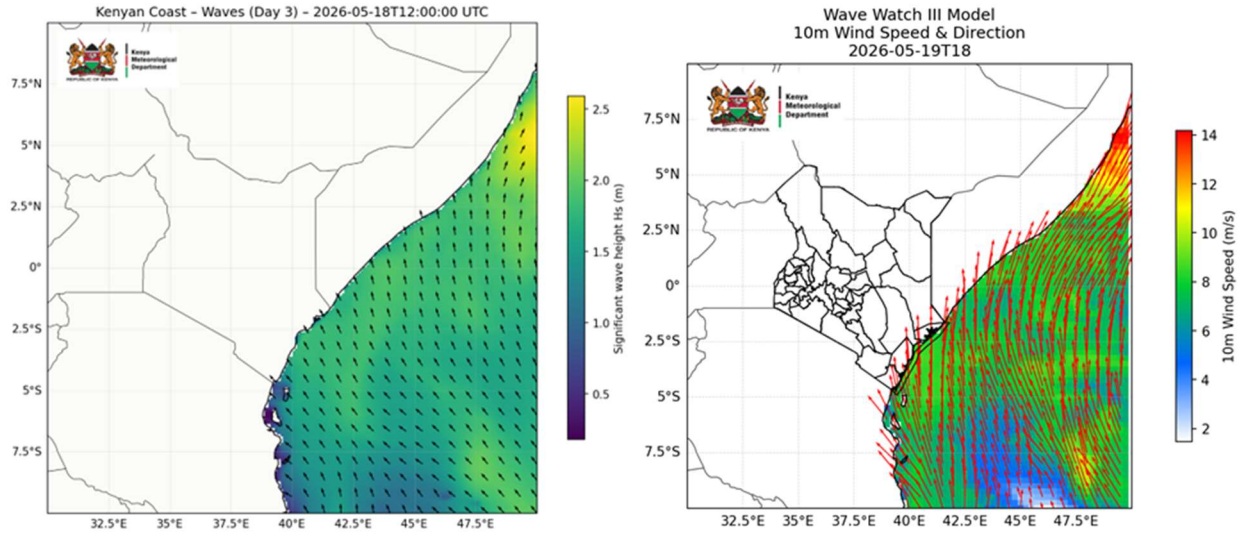 Kenyan Coast – Waves (Day 3) – 2026-05-18T12:00:00 UTC
Kenya
Meteorological
Department
REPUBLIC OF KENYA
7.5°N
5°N
2.5°N
0°
2.5°S
5°S
7.5°S
32.5°E 35°E 37.5°E 40°E 42.5°E 45°E 47.5°E
2.5
2.0
1.5
1.0
0.5
Significant wave height Hs (m)
Wave Watch III Model
10m Wind Speed & Direction
2026-05-19T18
Kenya
Meteorological
Department
REPUBLIC OF KENYA
7.5°N
5°N
2.5°N
0°
2.5°S
5°S
7.5°S
32.5°E 35°E 37.5°E 40°E 42.5°E 45°E 47.5°E
14
12
10
8
6
4
2
10m Wind Speed (m/s)